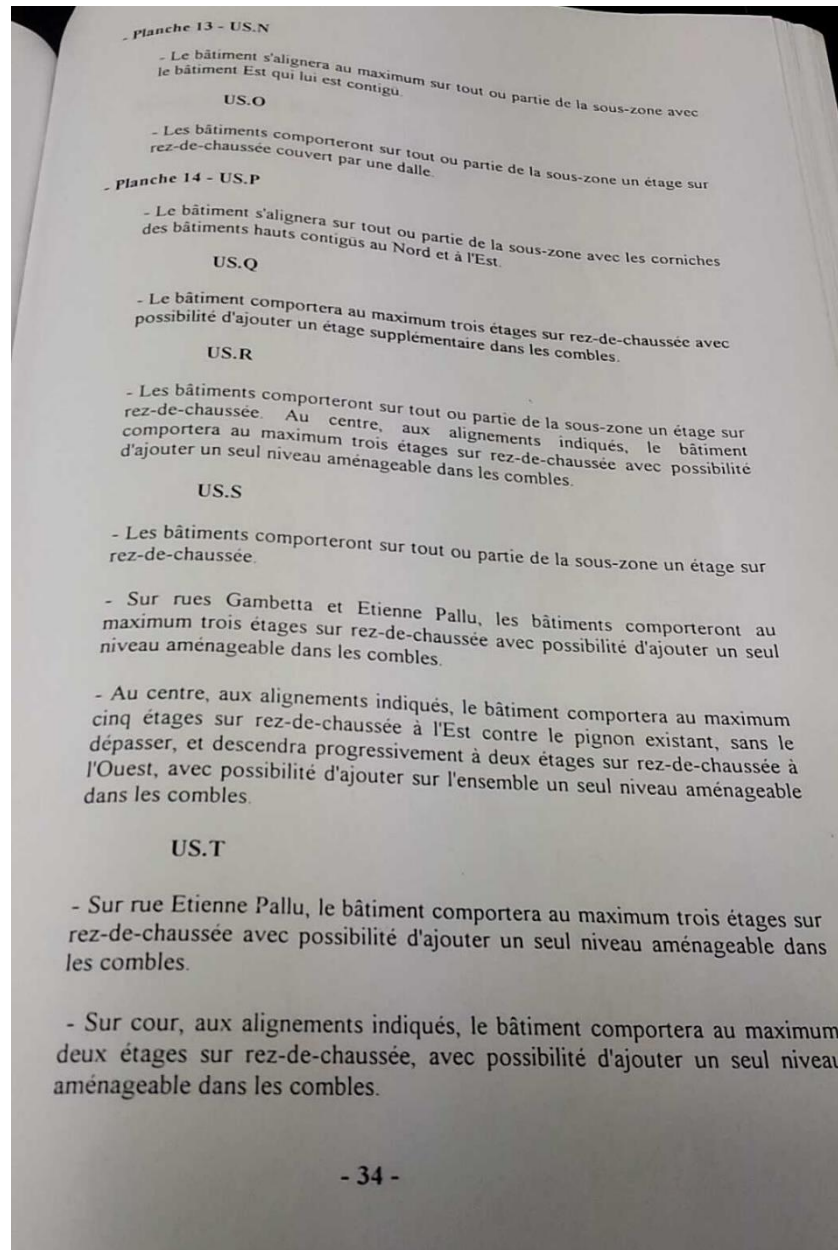 - Planche 13 - US.N
- Le bâtiment s'alignera au maximum sur tout ou partie de la sous-zone avec
le bâtiment Est qui lui est contigü.
US.O
- Les bâtiments comporteront sur tout ou partie de la sous-zone un étage sur
rez-de-chaussée couvert par une dalle.
- Planche 14 - US.P
- Le bâtiment s'alignera sur tout ou partie de la sous-zone avec les corniches
des bâtiments hauts contigüs au Nord et à l'Est.
US.Q
- Le bâtiment comportera au maximum trois étages sur rez-de-chaussée avec
possibilité d'ajouter un étage supplémentaire dans les combles.
US.R
- Les bâtiments comporteront sur tout ou partie de la sous-zone un étage sur
rez-de-chaussée. Au centre, aux alignements indiqués, le bâtiment
comportera au maximum trois étages sur rez-de-chaussée avec possibilité
d'ajouter un seul niveau aménageable dans les combles.
US.S
- Les bâtiments comporteront sur tout ou partie de la sous-zone un étage sur
rez-de-chaussée.
- Sur rues Gambetta et Etienne Pallu, les bâtiments comporteront au
maximum trois étages sur rez-de-chaussée avec possibilité d'ajouter un seul
niveau aménageable dans les combles.
- Au centre, aux alignements indiqués, le bâtiment comportera au maximum
cinq étages sur rez-de-chaussée à l'Est contre le pignon existant, sans le
dépasser, et descendra progressivement à deux étages sur rez-de-chaussée à
l'Ouest, avec possibilité d'ajouter sur l'ensemble un seul niveau aménageable
dans les combles.
US.T
- Sur rue Etienne Pallu, le bâtiment comportera au maximum trois étages sur
rez-de-chaussée avec possibilité d'ajouter un seul niveau aménageable dans
les combles.
- Sur cour, aux alignements indiqués, le bâtiment comportera au maximum
deux étages sur rez-de-chaussée, avec possibilité d'ajouter un seul niveau
aménageable dans les combles.
- 34 -